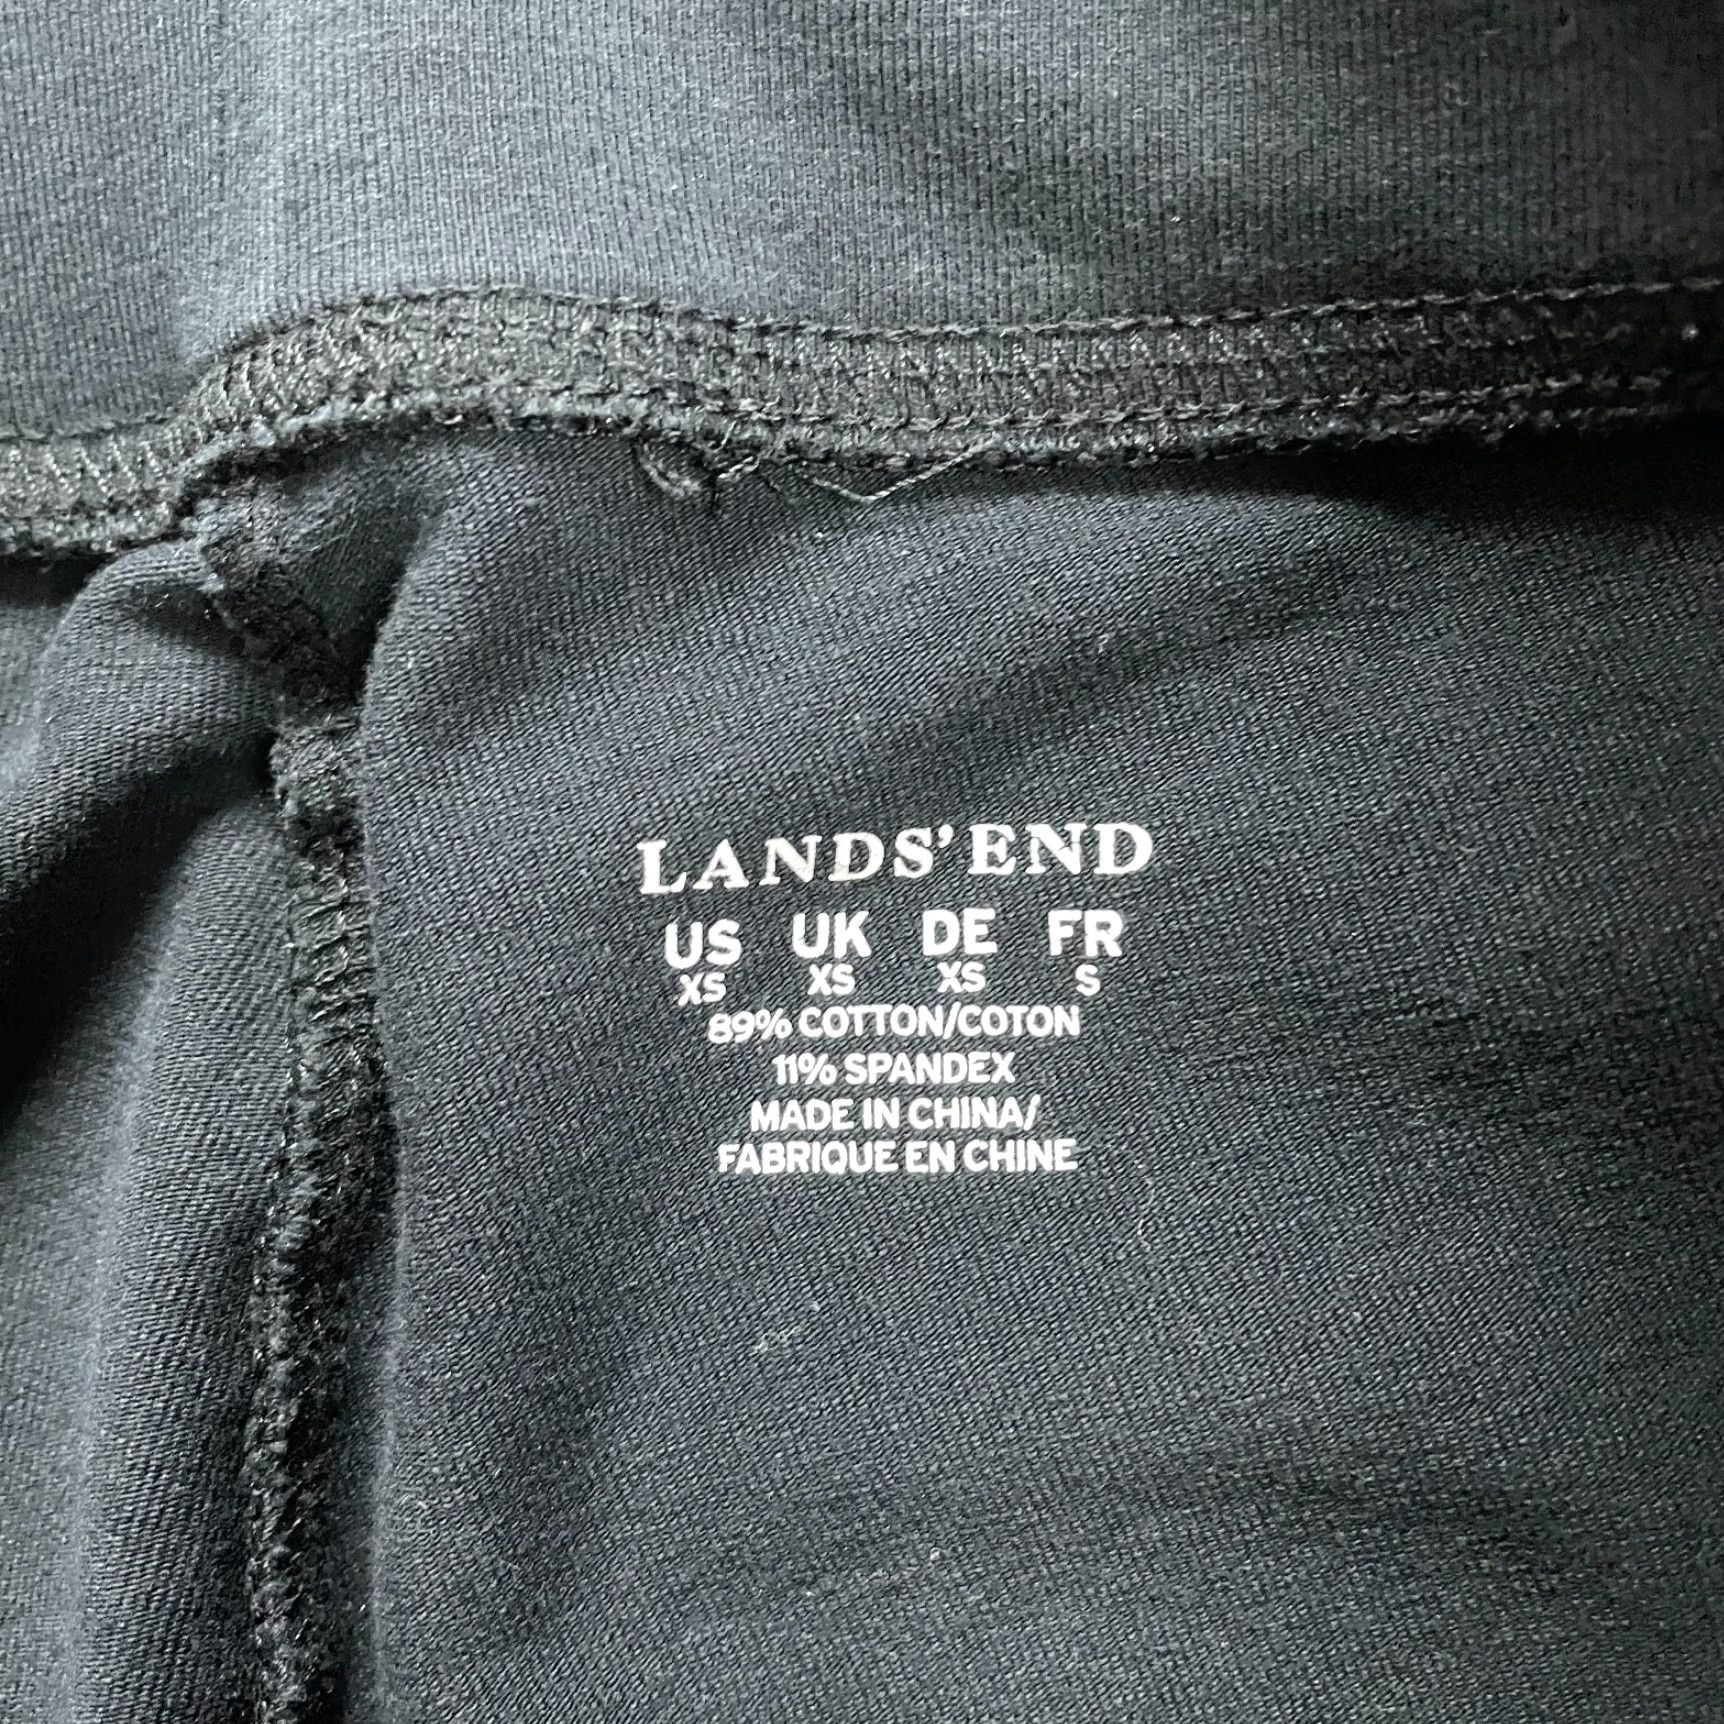 LANDS' END
US UK DE FR
XS XS XS S
89% COTTON/COTON
11% SPANDEX
MADE IN CHINA/
FABRIQUE EN CHINE